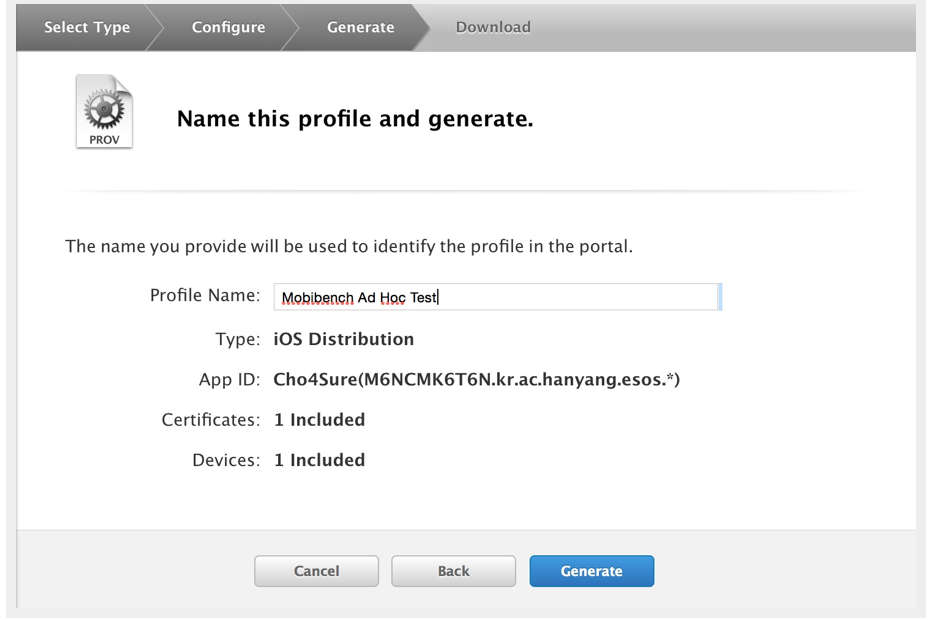 Select Type Configure Generate Download
PROV
Name this profile and generate.
The name you provide will be used to identify the profile in the portal.
Profile Name: Mobibench Ad Hoc Test
Type: iOS Distribution
App ID: Cho4Sure(M6NCMK6T6N.kr.ac.hanyang.esos.*)
Certificates: 1 Included
Devices: 1 Included
Cancel Back Generate